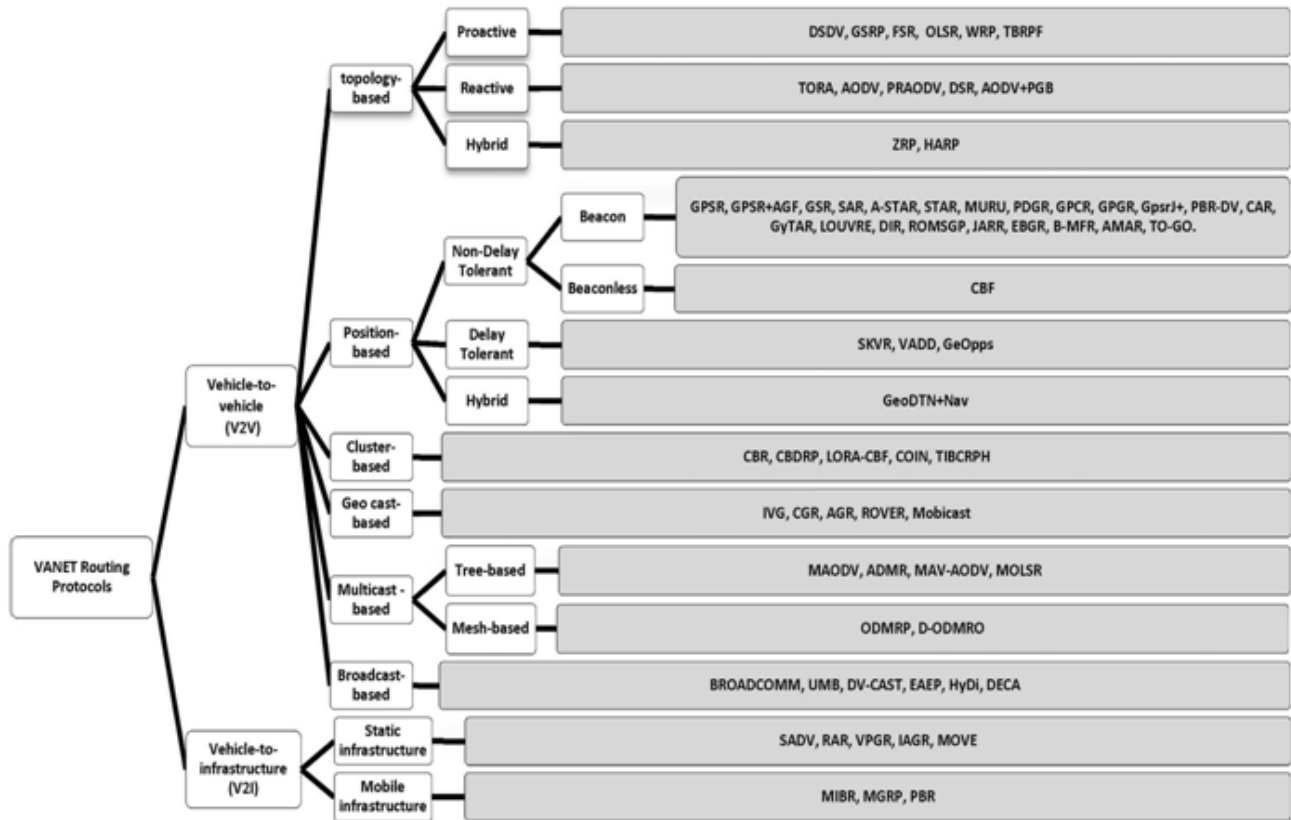 Proactive
DSDV, GSRP, FSR, OLSR, WRP, TBRPF
topology-
based
Reactive
TORA, AODV, PRAODV, DSR, AODV+PGB
Hybrid
ZRP, HARP
Beacon
GPSR, GPSR+AGF, GSR, SAR, A-STAR, STAR, MURU, PDGR, GPCR, GPGR, GpsrJ+, PBR-DV, CAR,
GyTAR, LOUVRE, DIR, ROMSGP, JARR, EBGR, B-MFR, AMAR, TO-GO.
Non-Delay
Tolerant
Beaconless
CBF
Position-
based
Delay
Tolerant
SKVR, VADD, GeOpps
Hybrid
GeoDTN+Nav
Vehicle-to-
vehicle
(V2V)
Cluster-
based
CBR, CBDRP, LORA-CBF, COIN, TIBCRPH
Geo cast-
based
IVG, CGR, AGR, ROVER, Mobicast
VANET Routing
Protocols
Multicast -
based
Tree-based
MAODV, ADMR, MAV-AODV, MOLSR
Mesh-based
ODMRP, D-ODMRO
Broadcast-
based
BROADCOMM, UMB, DV-CAST, EAEP, HyDi, DECA
Vehicle-to-
infrastructure
(V2I)
Static
infrastructure
SADV, RAR, VPGR, IAGR, MOVE
Mobile
infrastructure
MIBR, MGRP, PBR